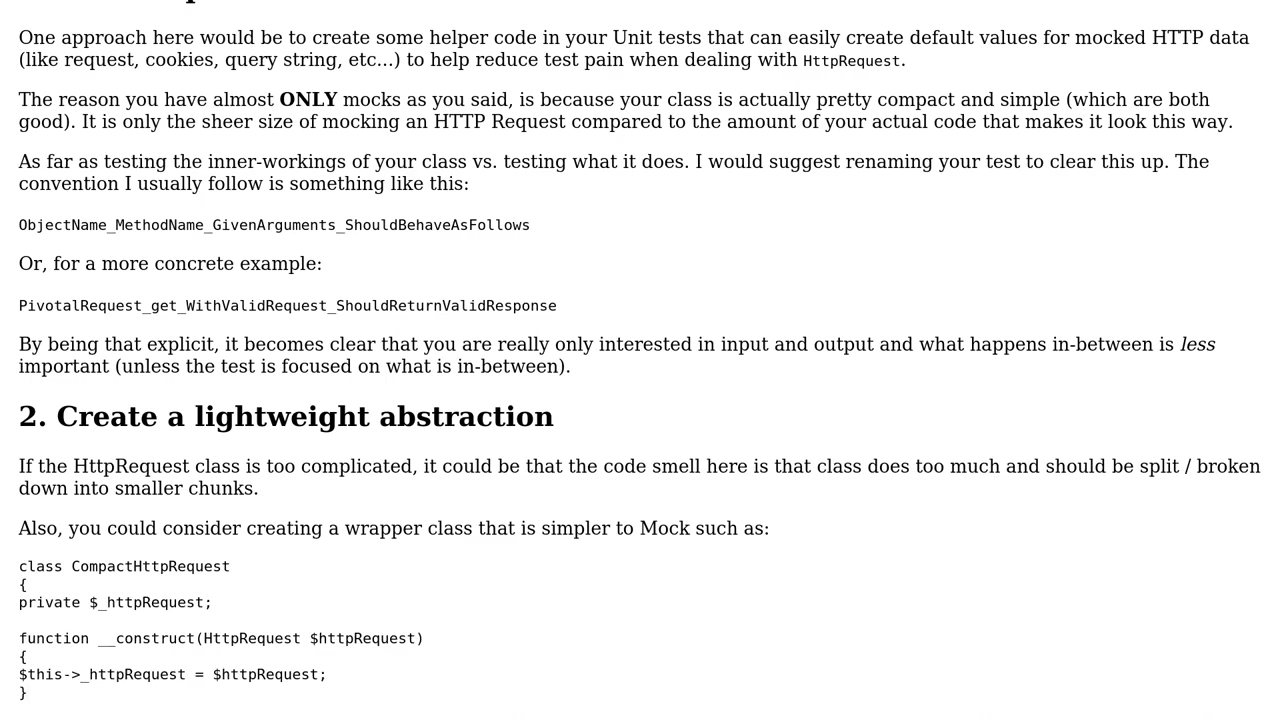 One approach here would be to create some helper code in your Unit tests that can easily create default values for mocked HTTP data
(like request, cookies, query string, etc...) to help reduce test pain when dealing with HttpRequest.
The reason you have almost ONLY mocks as you said, is because your class is actually pretty compact and simple (which are both
good). It is only the sheer size of mocking an HTTP Request compared to the amount of your actual code that makes it look this way.
As far as testing the inner-workings of your class vs. testing what it does. I would suggest renaming your test to clear this up. The
convention I usually follow is something like this:
ObjectName_MethodName_GivenArguments_ShouldBehaveAsFollows
Or, for a more concrete example:
PivotalRequest_get_WithValidRequest_ShouldReturnValidResponse
By being that explicit, it becomes clear that you are really only interested in input and output and what happens in-between is less
important (unless the test is focused on what is in-between).
2. Create a lightweight abstraction
If the HttpRequest class is too complicated, it could be that the code smell here is that class does too much and should be split / broken
down into smaller chunks.
Also, you could consider creating a wrapper class that is simpler to Mock such as:
class CompactHttpRequest
{
private $_httpRequest;
function __construct(HttpRequest $httpRequest)
{
$this->_httpRequest = $httpRequest;
}